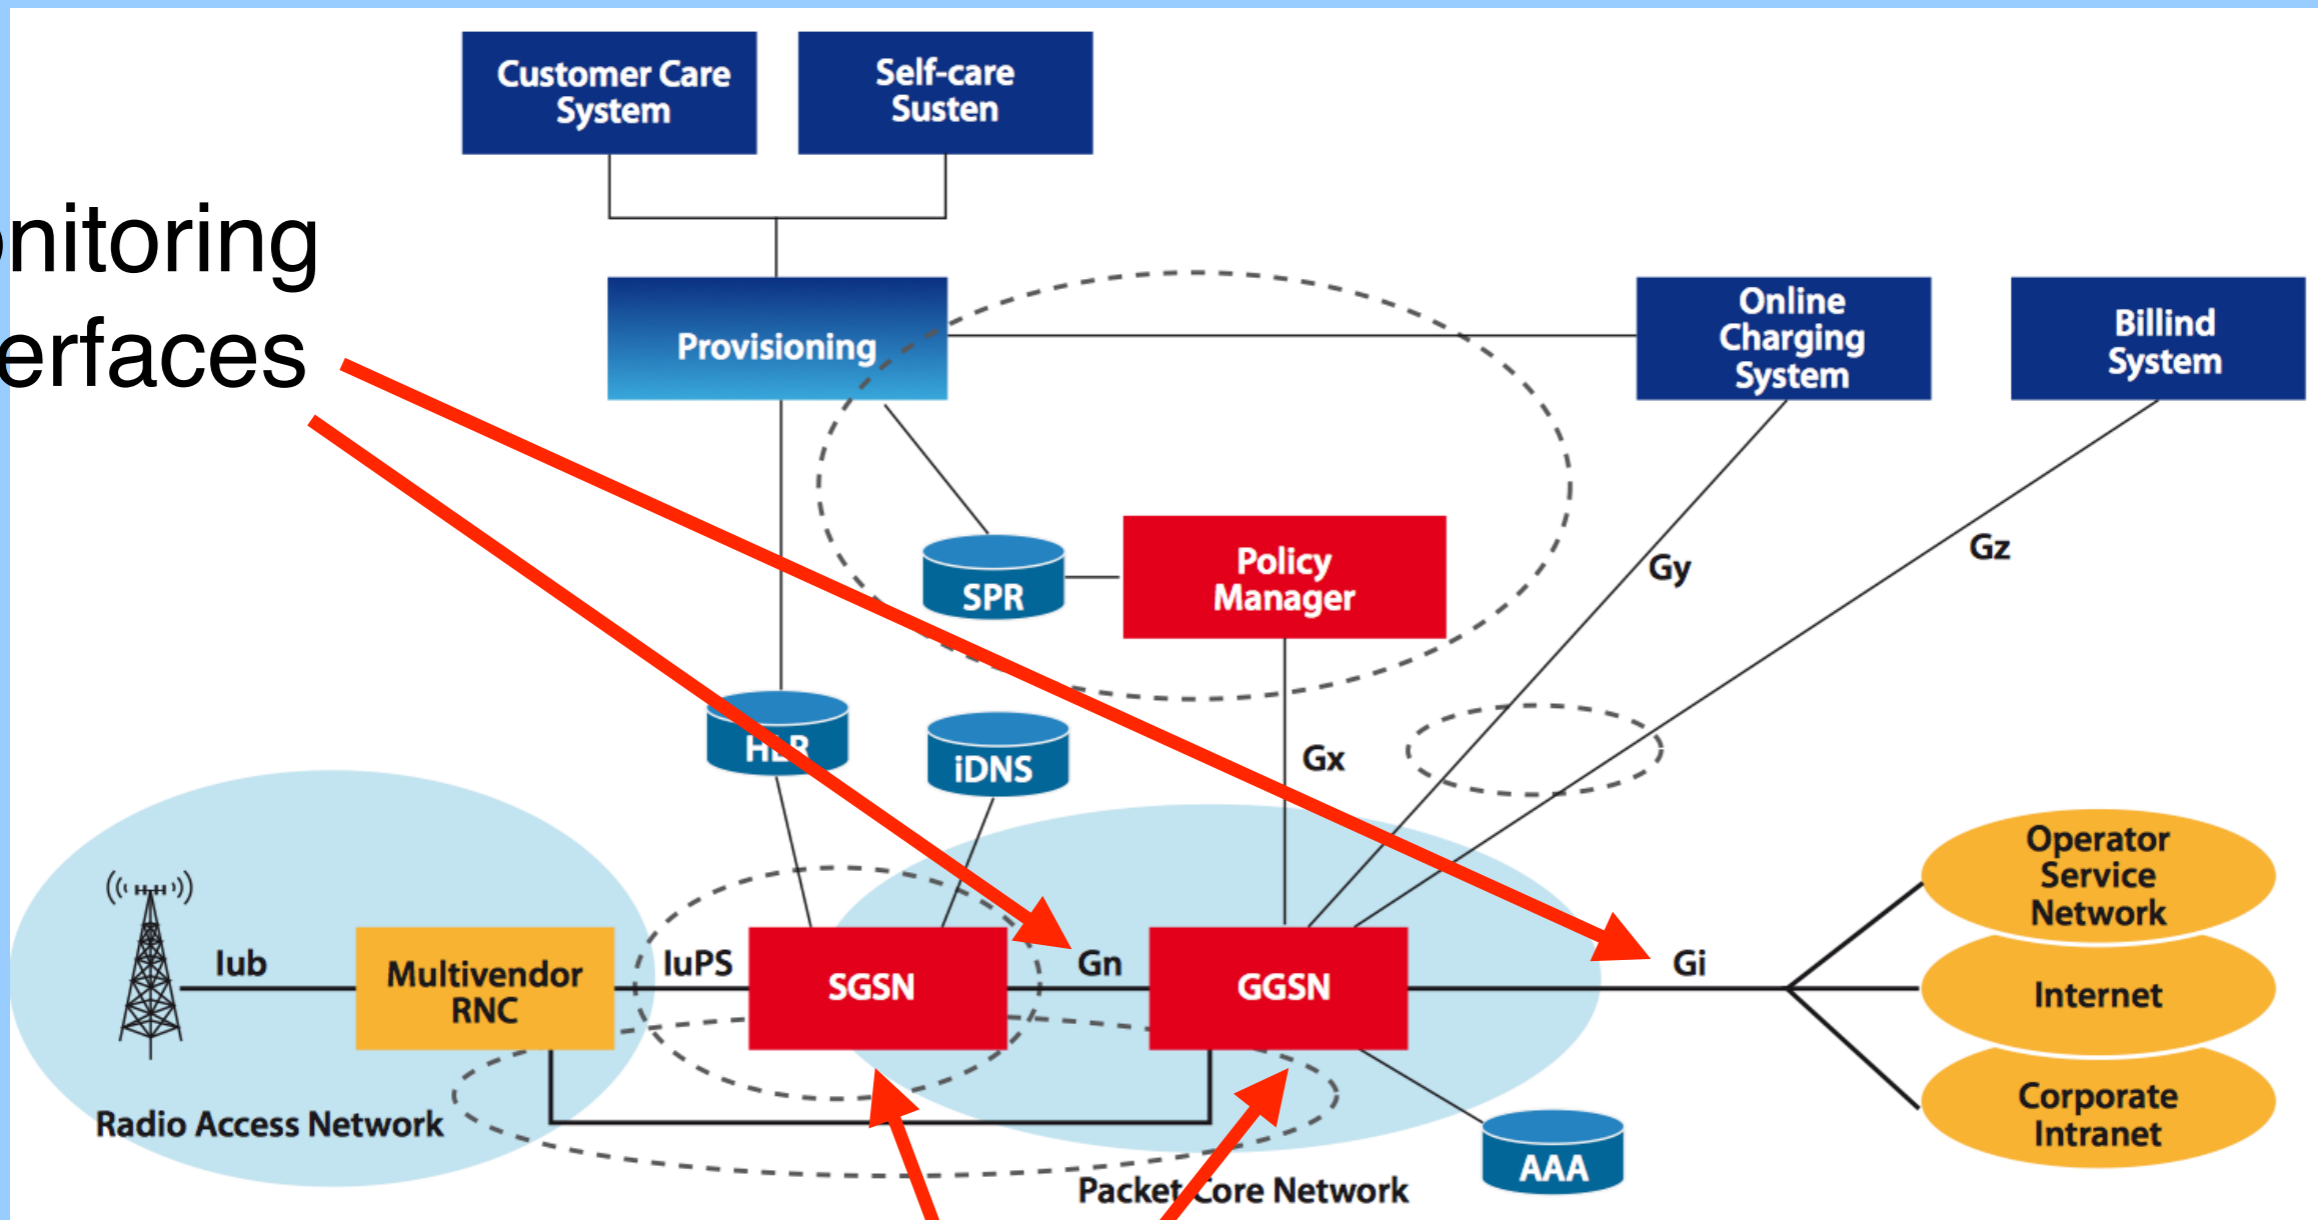 Customer Care
System
Self-care
Susten
onitoring
erfaces
Provisioning
Online
Charging
System
Billind
System
SPR
Policy
Manager
Gy
Gz
HLR
iDNS
Gx
Operator
Service
Network
Iub
Multivendor
RNC
IuPS
SGSN
Gn
GGSN
Gi
Internet
Radio Access Network
Corporate
Intranet
AAA
Packet Core Network